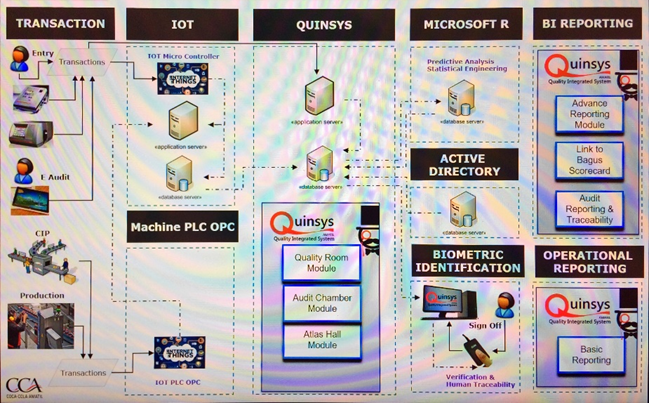 TRANSACTION
IOT
QUINSYS
MICROSOFT R
BI REPORTING
Entry
Transactions
E Audit
CIP
Production
Transactions
CCA
COCA COLA AMATIL
IOT Micro Controller
INTERNET
THINGS
«application server»
«database server»
Machine PLC OPC
INTERNET
THINGS
IOT PLC OPC
«application server»
«database server»
Quinsys
Quality Integrated System
Quality Room
Module
Audit Chamber
Module
Atlas Hall
Module
Predictive Analysis
Statistical Engineering
«database server»
ACTIVE
DIRECTORY
«database server»
BIOMETRIC
IDENTIFICATION
Quinsys
Sign Off
Verification &
Human Traceability
Quinsys
Quality Integrated System
Advance
Reporting
Module
Link to
Bagus
Scorecard
Audit
Reporting &
Traceability
OPERATIONAL
REPORTING
Quinsys
Quality Integrated System
Basic
Reporting